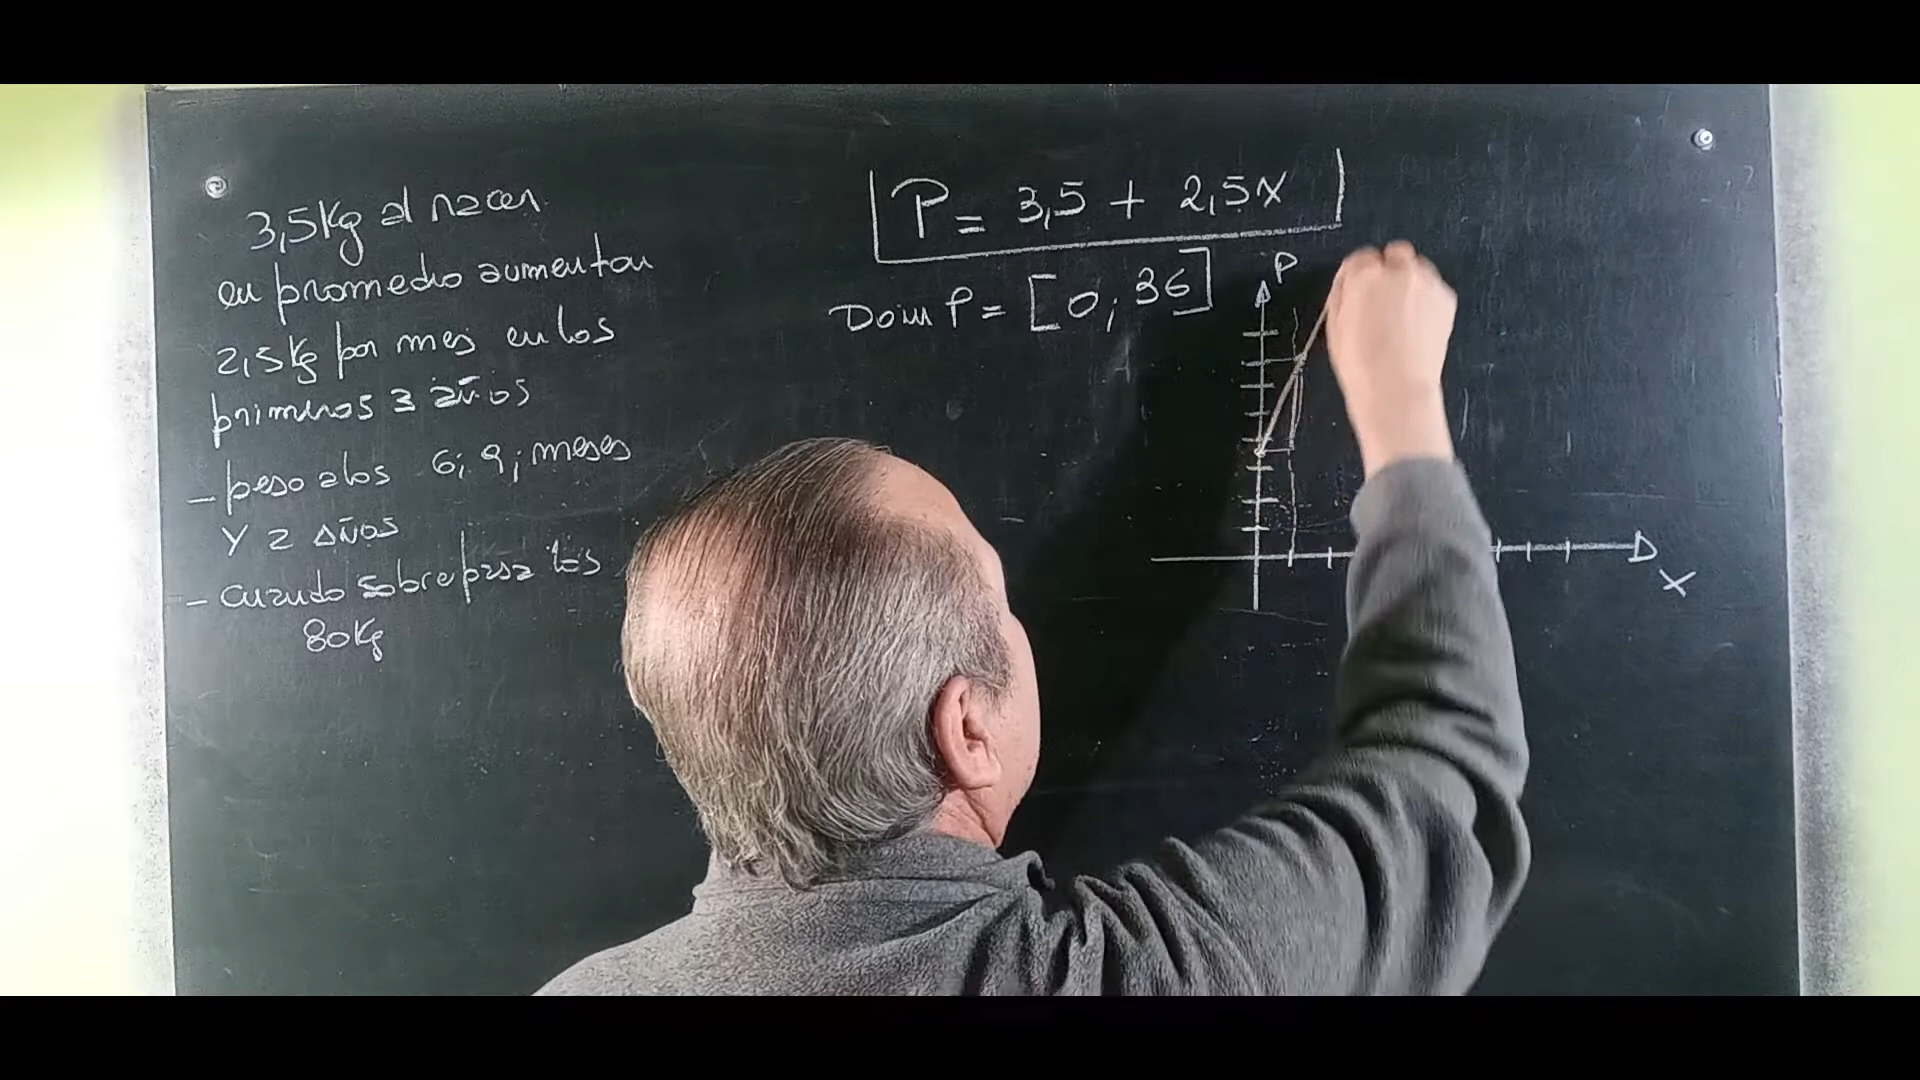 3,5Kg al nacer
en promedio aumentan
2,5Kg por mes en los
primeros 3 años
- peso a los 6; 9; meses
Y 2 AÑOS
- cuando sobrepasa los
80Kg
P = 3,5 + 2,5x
Dom P = [0; 36]
P
X